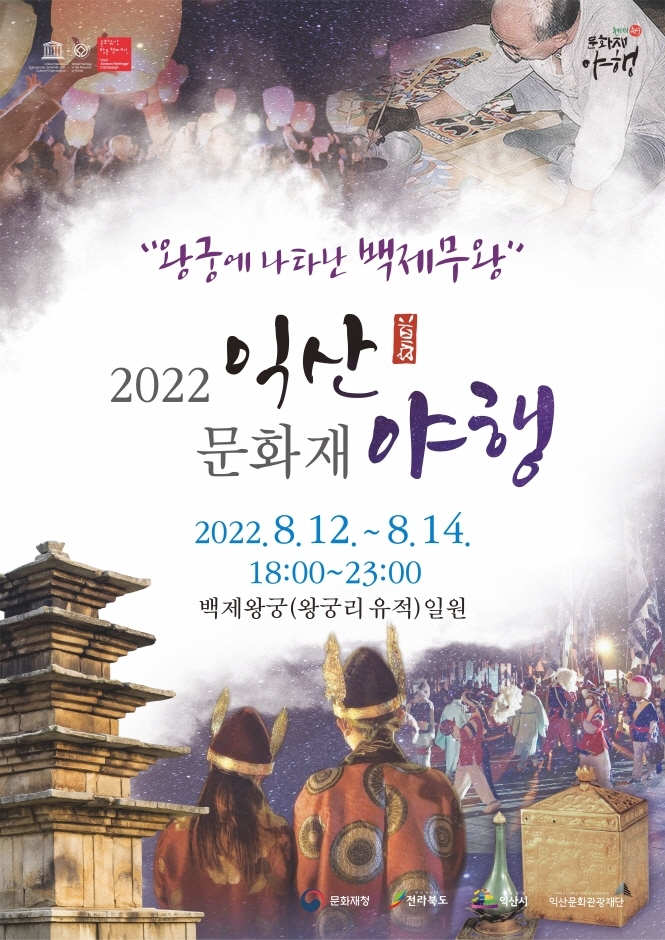 문화재
야행
"왕궁에 나타난 백제무왕"
2022 익산
문화재 야행
2022. 8. 12. ~ 8. 14.
18:00~23:00
백제왕궁(왕궁리 유적)일원
문화재청 전라북도 익산시 익산문화관광재단